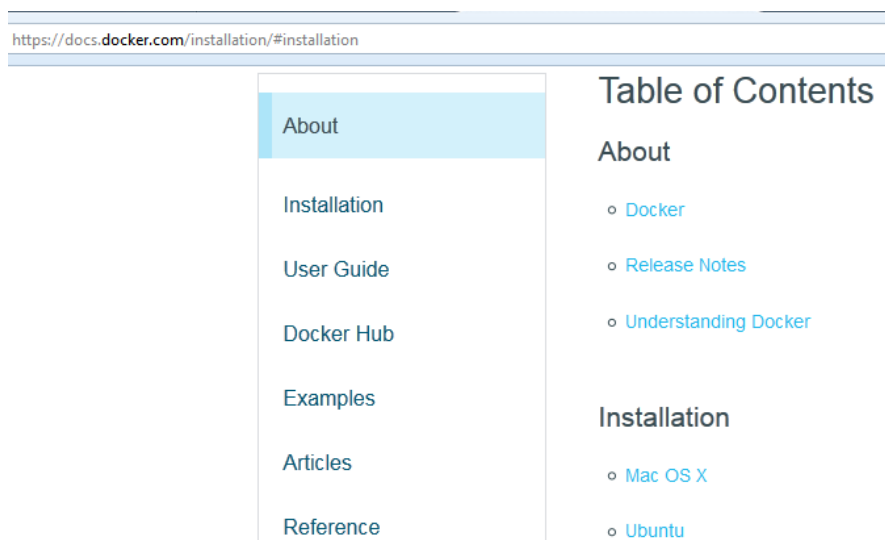 https://docs.docker.com/installation/#installation
About
Installation
User Guide
Docker Hub
Examples
Articles
Reference
Table of Contents
About
Docker
Release Notes
Understanding Docker
Installation
Mac OS X
Ubuntu